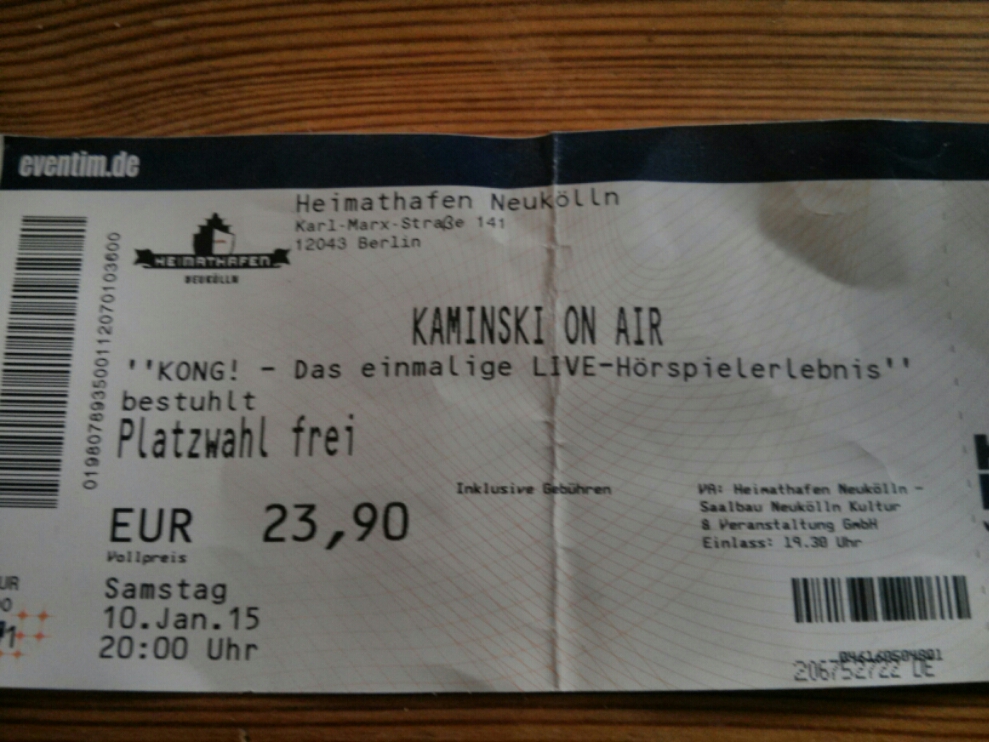 eventim.de
Heimathafen Neukölln
Karl-Marx-Straße 141
12043 Berlin
HEIMATHAFEN
NEUKÖLLN
019807893500112070103600
KAMINSKI ON AIR
''KONG! - Das einmalige LIVE-Hörspielerlebnis''
bestuhlt
Platzwahl frei
Inklusive Gebühren
EUR 23,90
Vollpreis
VA: Heimathafen Neukölln -
Saalbau Neukölln Kultur
& Veranstaltung GmbH
Einlass: 19.30 Uhr
Samstag
10.Jan.15
20:00 Uhr
206752722 DE